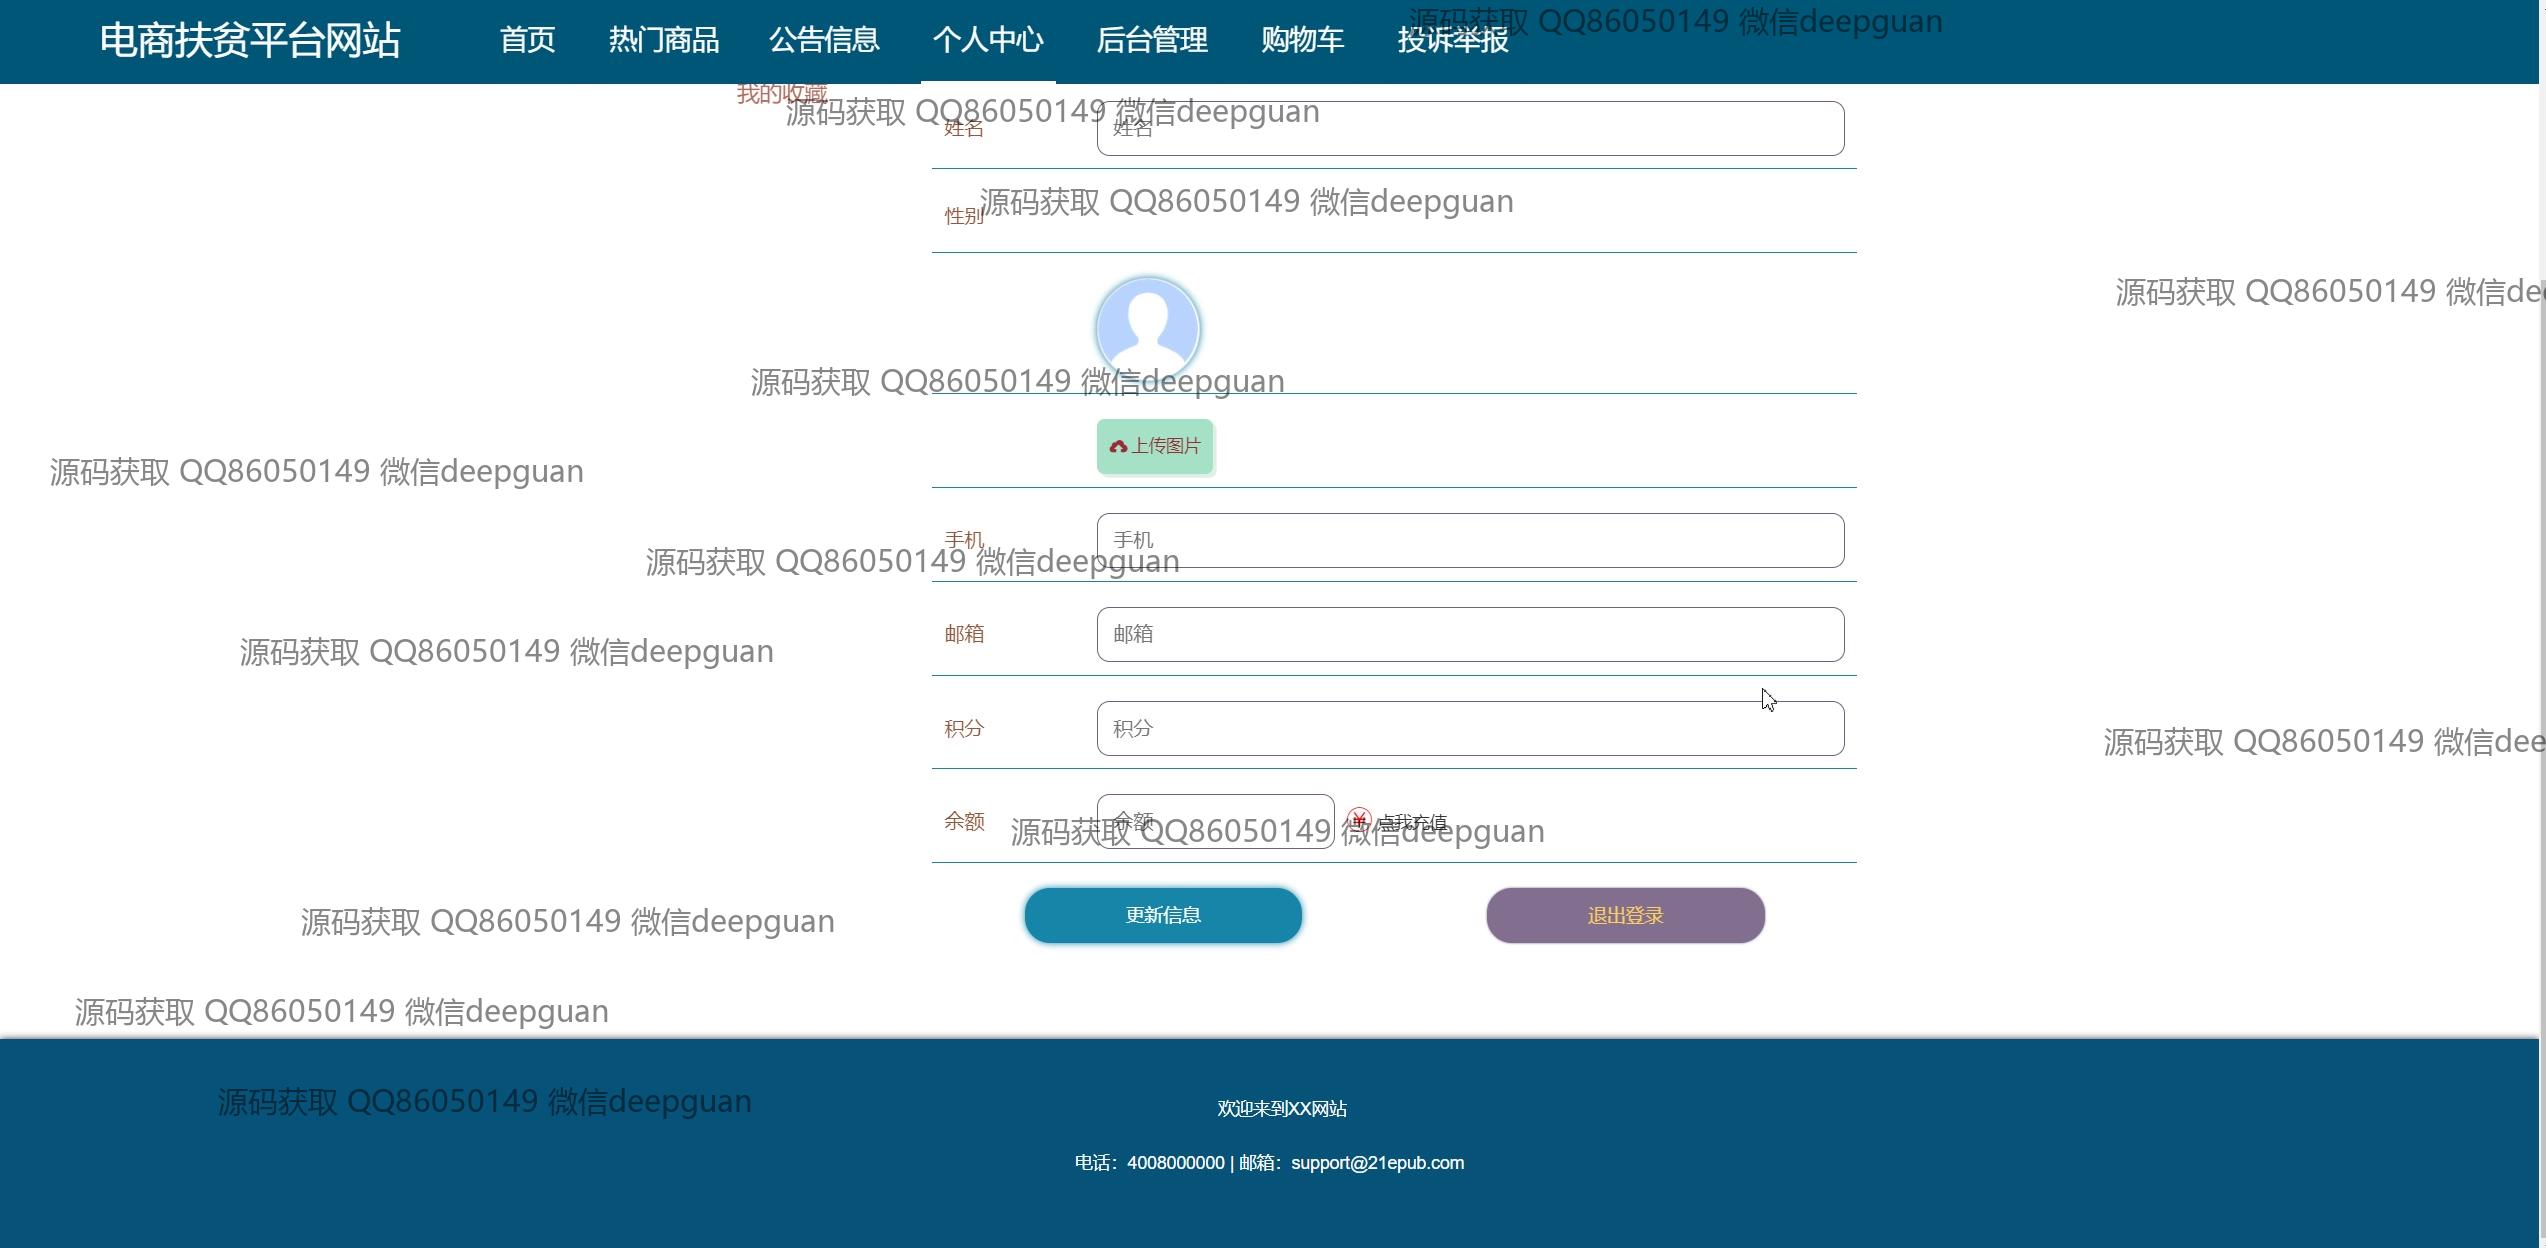 电商扶贫平台网站 首页 热门商品 公告信息 个人中心 后台管理 购物车 投诉举报
源码获取 QQ86050149 微信deepguan
我的收藏
源码获取 QQ86050149 微信deepguan
姓名 姓名
源码获取 QQ86050149 微信deepguan
性别
源码获取 QQ86050149 微信dee
源码获取 QQ86050149 微信deepguan
上传图片
源码获取 QQ86050149 微信deepguan
手机 手机
源码获取 QQ86050149 微信deepguan
邮箱 邮箱
源码获取 QQ86050149 微信deepguan
积分 积分
源码获取 QQ86050149 微信dee
余额 余额 点我充值
源码获取 QQ86050149 微信deepguan
更新信息 退出登录
源码获取 QQ86050149 微信deepguan
源码获取 QQ86050149 微信deepguan
源码获取 QQ86050149 微信deepguan
欢迎来到XX网站
电话：4008000000 | 邮箱：support@21epub.com